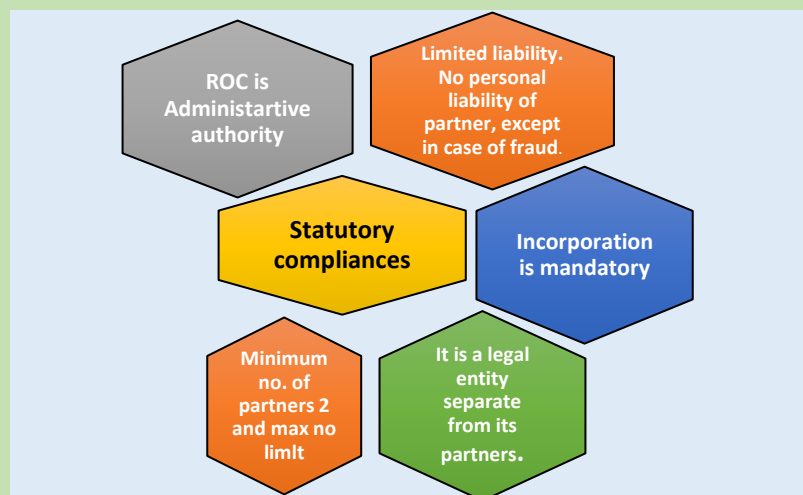 ROC is
Administartive
authority
Limited liability.
No personal
liability of
partner, except
in case of fraud.
Statutory
compliances
Incorporation
is mandatory
Minimum
no. of
partners 2
and max no
limlt
It is a legal
entity
separate
from its
partners.